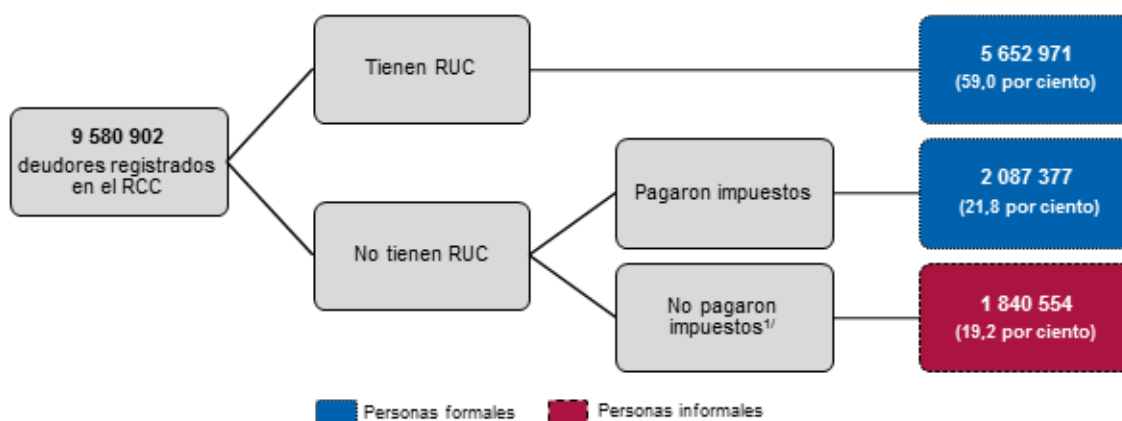 9 580 902
deudores registrados
en el RCC
Tienen RUC
5 652 971
(59,0 por ciento)
No tienen RUC
Pagaron impuestos
2 087 377
(21,8 por ciento)
No pagaron
impuestos¹/
1 840 554
(19,2 por ciento)
Personas formales
Personas informales